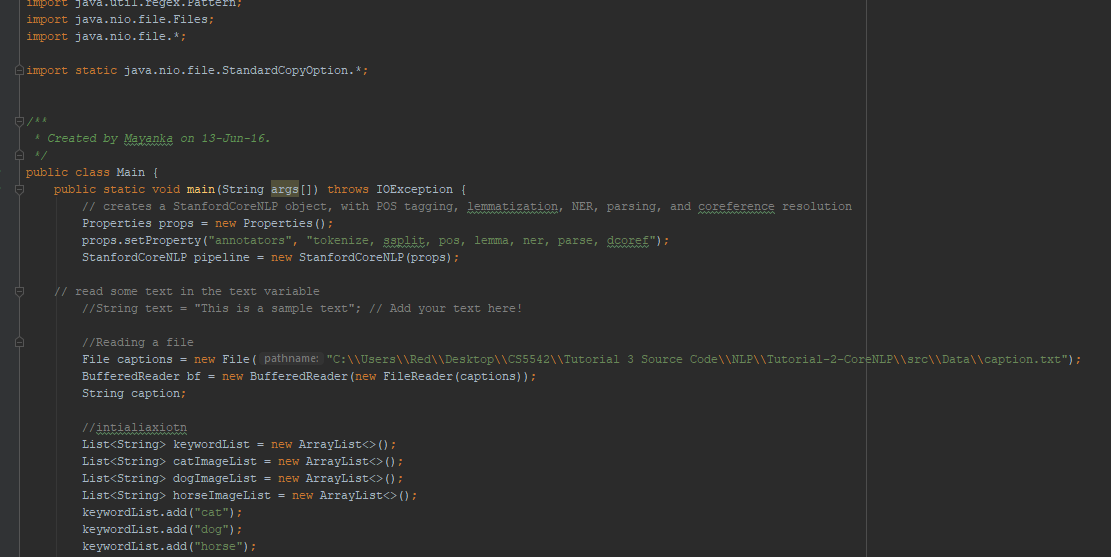 import java.util.regex.Pattern;
import java.nio.file.Files;
import java.nio.file.*;
import static java.nio.file.StandardCopyOption.*;
/**
* Created by Mayanka on 13-Jun-16.
*/
public class Main {
public static void main(String args[]) throws IOException {
// creates a StanfordCoreNLP object, with POS tagging, lemmatization, NER, parsing, and coreference resolution
Properties props = new Properties();
props.setProperty("annotators", "tokenize, ssplit, pos, lemma, ner, parse, dcoref");
StanfordCoreNLP pipeline = new StanfordCoreNLP(props);
// read some text in the text variable
//String text = "This is a sample text"; // Add your text here!
//Reading a file
File captions = new File( pathname: "C:\\Users\\Red\\Desktop\\CS5542\\Tutorial 3 Source Code\\NLP\\Tutorial-2-CoreNLP\\src\\Data\\caption.txt");
BufferedReader bf = new BufferedReader(new FileReader(captions));
String caption;
//intialiaxiotn
List<String> keywordList = new ArrayList<>();
List<String> catImageList = new ArrayList<>();
List<String> dogImageList = new ArrayList<>();
List<String> horseImageList = new ArrayList<>();
keywordList.add("cat");
keywordList.add("dog");
keywordList.add("horse");